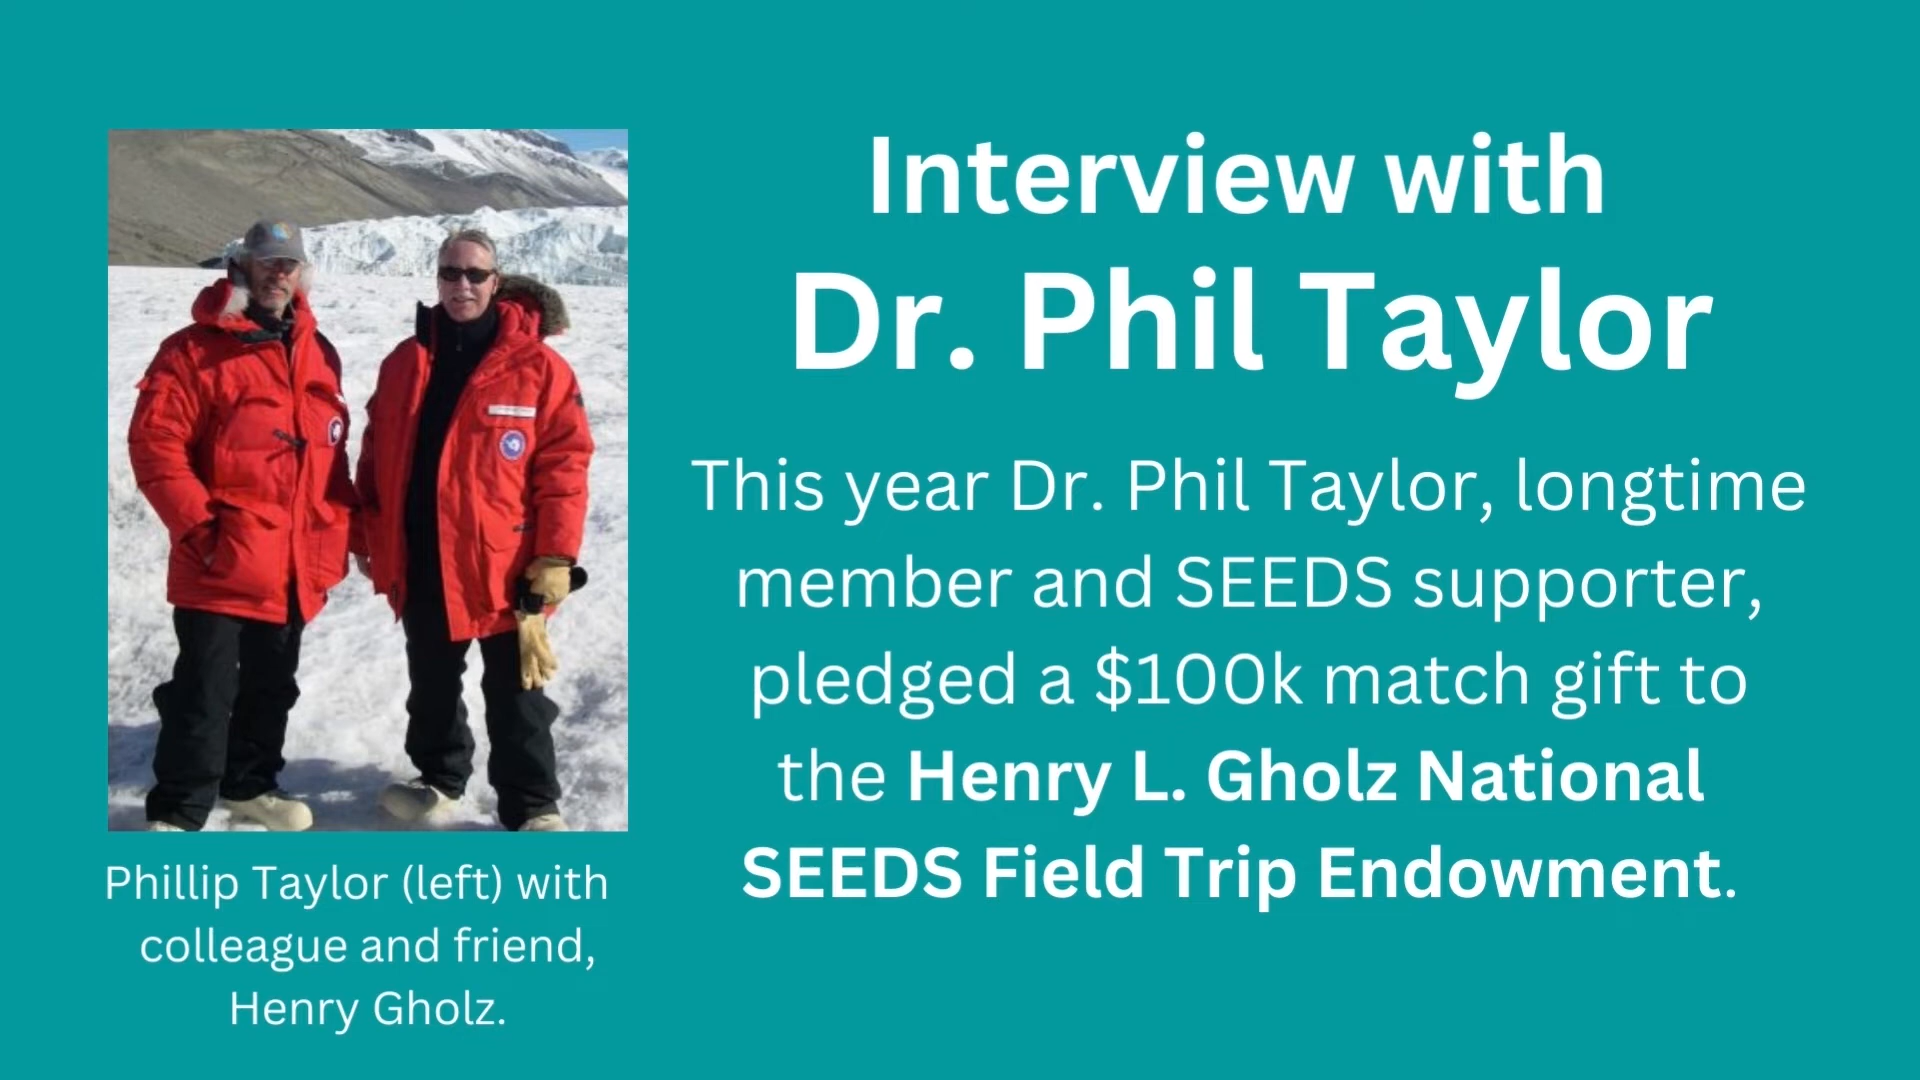 Interview with
Dr. Phil Taylor
This year Dr. Phil Taylor, longtime
member and SEEDS supporter,
pledged a $100k match gift to
the Henry L. Gholz National
SEEDS Field Trip Endowment.
Phillip Taylor (left) with
colleague and friend,
Henry Gholz.